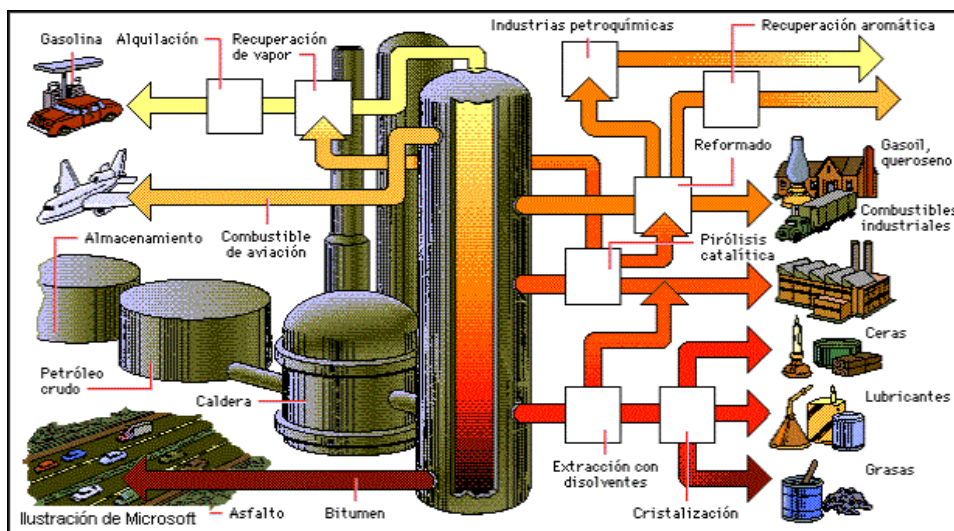 Gasolina
Alquilación
Recuperación
de vapor
Industrias petroquímicas
Recuperación aromática
Reformado
Gasoil,
queroseno
Combustibles
industriales
Almacenamiento
Combustible
de aviación
Pirólisis
catalítica
Petróleo
crudo
Caldera
Ceras
Lubricantes
Extracción con
disolventes
Cristalización
Grasas
Ilustración de Microsoft
Asfalto
Bitumen